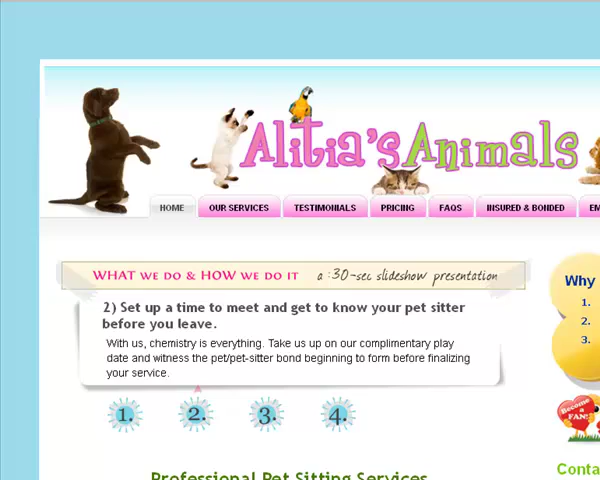 Alitia's Animals
HOME OUR SERVICES TESTIMONIALS PRICING FAQS INSURED & BONDED EM
WHAT WE DO & HOW WE DO IT a :30-sec slideshow presentation
2) Set up a time to meet and get to know your pet sitter
before you leave.
With us, chemistry is everything. Take us up on our complimentary play
date and witness the pet/pet-sitter bond beginning to form before finalizing
your service.
Why
1.
2.
3.
1. 2. 3. 4.
Become
a
FAN!
Professional Pet Sitting Services
Conta